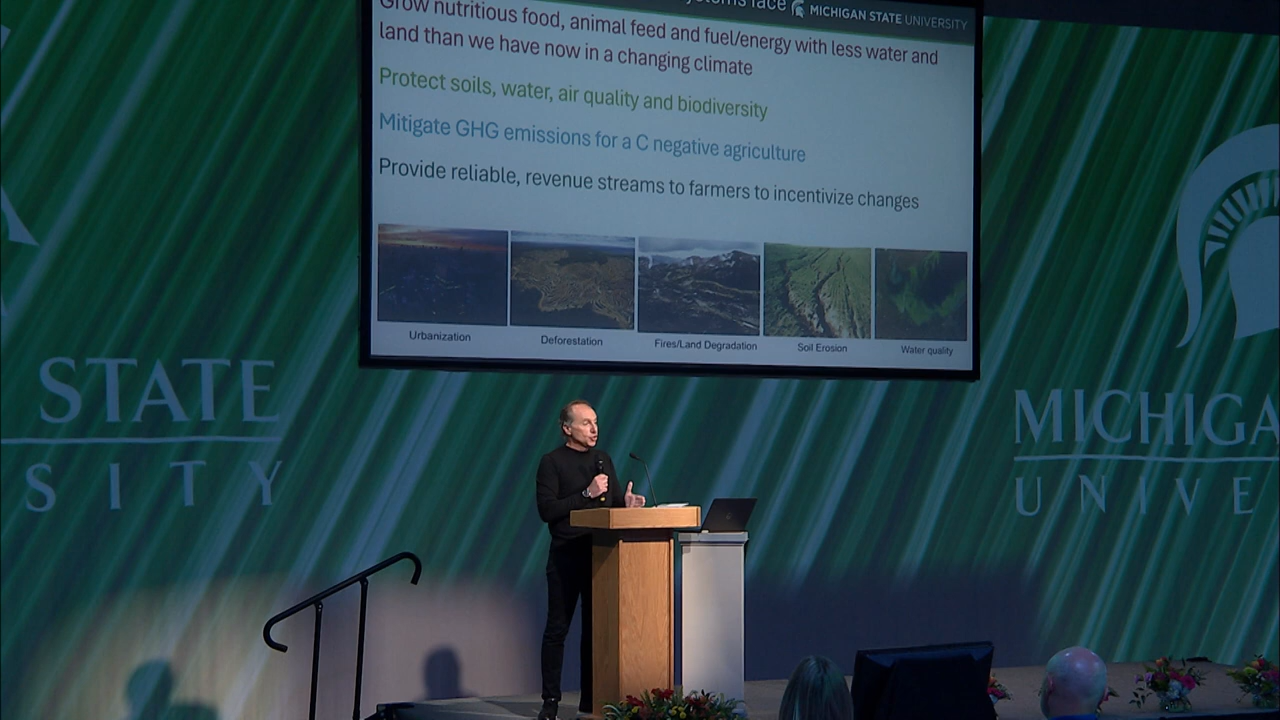 face MICHIGAN STATE UNIVERSITY
Grow nutritious food, animal feed and fuel/energy with less water and
land than we have now in a changing climate
Protect soils, water, air quality and biodiversity
Mitigate GHG emissions for a C negative agriculture
Provide reliable, revenue streams to farmers to incentivize changes
Urbanization
Deforestation
Fires/Land Degradation
Soil Erosion
Water quality
STATE
SITY
MICHIGA
UNIVE